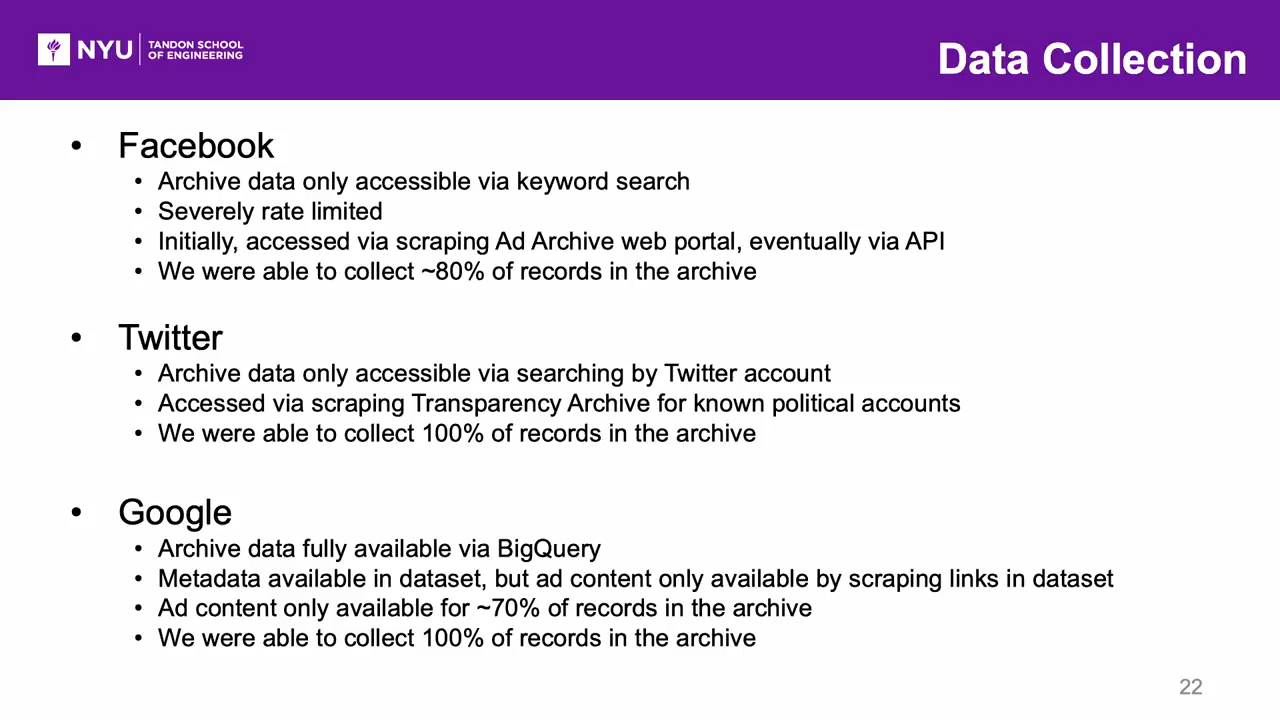 NYU
TANDON SCHOOL
OF ENGINEERING
Data Collection
• Facebook
• Archive data only accessible via keyword search
• Severely rate limited
• Initially, accessed via scraping Ad Archive web portal, eventually via API
• We were able to collect ~80% of records in the archive
• Twitter
• Archive data only accessible via searching by Twitter account
• Accessed via scraping Transparency Archive for known political accounts
• We were able to collect 100% of records in the archive
• Google
• Archive data fully available via BigQuery
• Metadata available in dataset, but ad content only available by scraping links in dataset
• Ad content only available for ~70% of records in the archive
• We were able to collect 100% of records in the archive
22